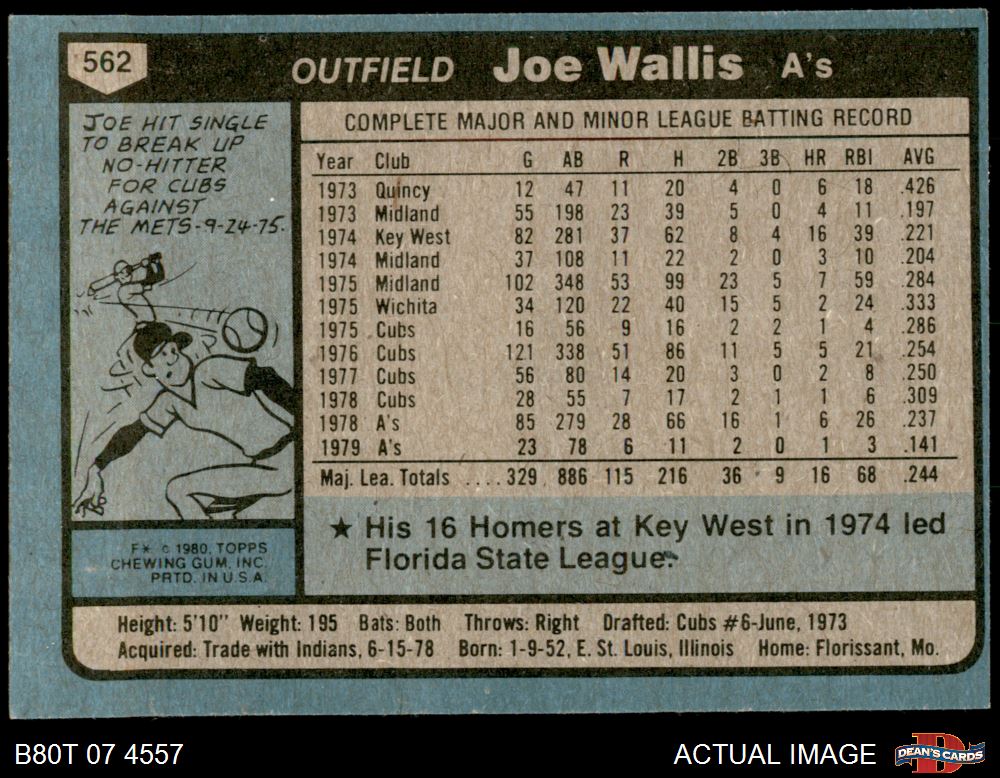 562
OUTFIELD Joe Wallis A's
JOE HIT SINGLE
TO BREAK UP
NO-HITTER
FOR CUBS
AGAINST
THE METS-9-24-75.
COMPLETE MAJOR AND MINOR LEAGUE BATTING RECORD
Year Club G AB R H 2B 3B HR RBI AVG
1973 Quincy 12 47 11 20 4 0 6 18 .426
1973 Midland 55 198 23 39 5 0 4 11 .197
1974 Key West 82 281 37 62 8 4 16 39 .221
1974 Midland 37 108 11 22 2 0 3 10 .204
1975 Midland 102 348 53 99 23 5 7 59 .284
1975 Wichita 34 120 22 40 15 5 2 24 .333
1975 Cubs 16 56 9 16 2 2 1 4 .286
1976 Cubs 121 338 51 86 11 5 5 21 .254
1977 Cubs 56 80 14 20 3 0 2 8 .250
1978 Cubs 28 55 7 17 2 1 1 6 .309
1978 A's 85 279 28 66 16 1 6 26 .237
1979 A's 23 78 6 11 2 0 1 3 .141
Maj. Lea. Totals .... 329 886 115 216 36 9 16 68 .244
★ His 16 Homers at Key West in 1974 led
Florida State League.
F* © 1980, TOPPS
CHEWING GUM, INC.
PRTD. IN U.S.A.
Height: 5'10" Weight: 195 Bats: Both Throws: Right Drafted: Cubs #6-June, 1973
Acquired: Trade with Indians, 6-15-78 Born: 1-9-52, E. St. Louis, Illinois Home: Florissant, Mo.
B80T 07 4557
ACTUAL IMAGE
DEAN'S CARDS